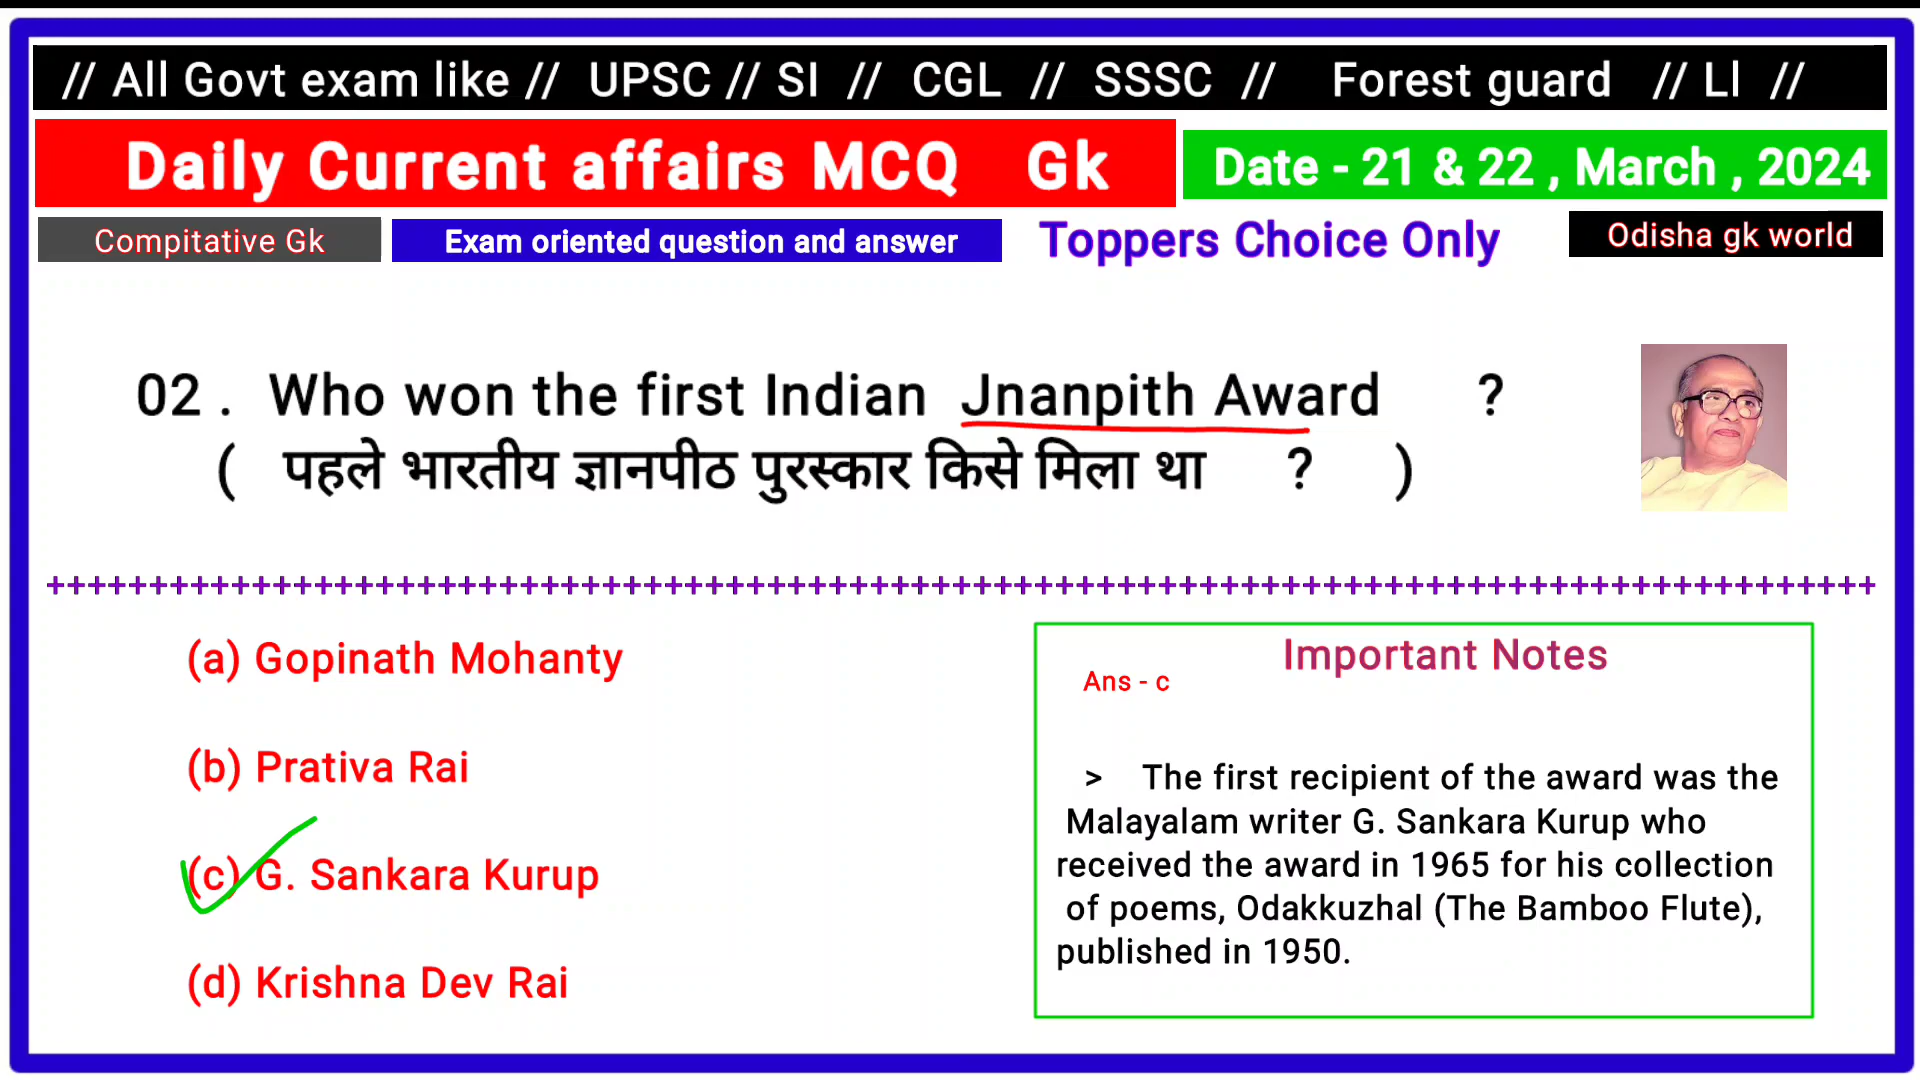 // All Govt exam like // UPSC // SI // CGL // SSSC // Forest guard // LI //
Daily Current affairs MCQ Gk
Date - 21 & 22 , March , 2024
Compitative Gk
Exam oriented question and answer
Toppers Choice Only
Odisha gk world
02 . Who won the first Indian Jnanpith Award ?
( पहले भारतीय ज्ञानपीठ पुरस्कार किसे मिला था ? )
++++++++++++++++++++++++++++++++++++++++++++++++++++++++++++++++++++++++++++++++++++++++
(a) Gopinath Mohanty
(b) Prativa Rai
(c) G. Sankara Kurup
(d) Krishna Dev Rai
Important Notes
Ans - c
> The first recipient of the award was the
Malayalam writer G. Sankara Kurup who
received the award in 1965 for his collection
of poems, Odakkuzhal (The Bamboo Flute),
published in 1950.